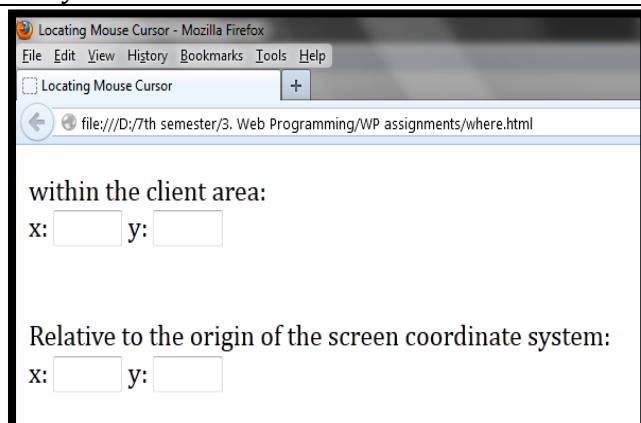 Locating Mouse Cursor - Mozilla Firefox
File Edit View History Bookmarks Tools Help
Locating Mouse Cursor +
file:///D:/7th semester/3. Web Programming/WP assignments/where.html
within the client area:
x: y:
Relative to the origin of the screen coordinate system:
x: y: